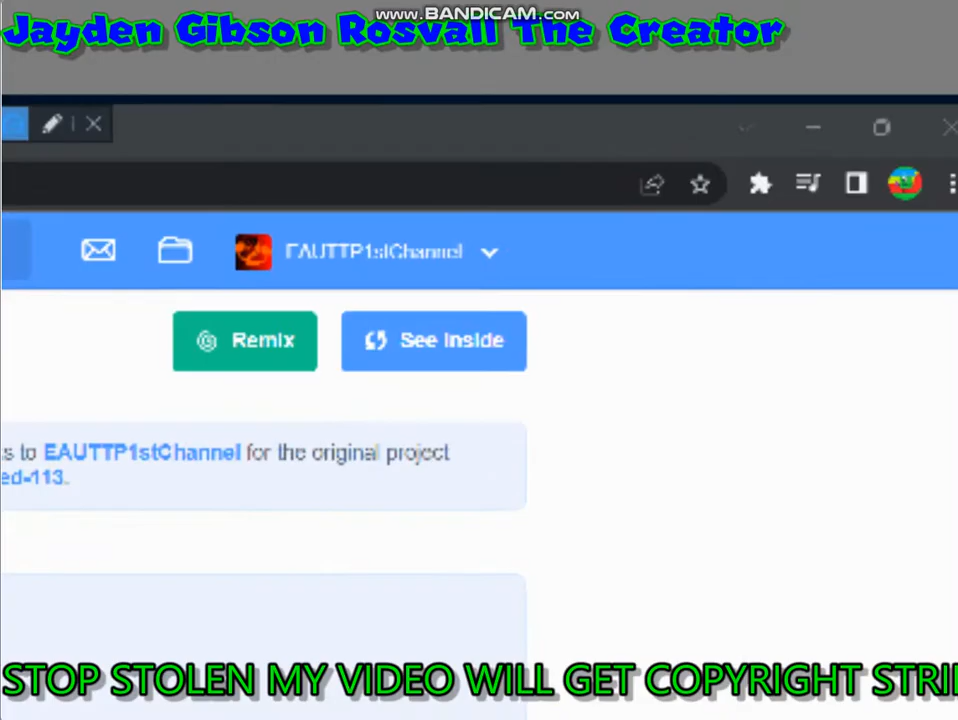 www.BANDICAM.com
Jayden Gibson Rosvall The Creator
EAUTTP1stChannel
Remix
See inside
s to EAUTTP1stChannel for the original project
ed-113.
STOP STOLEN MY VIDEO WILL GET COPYRIGHT STRI